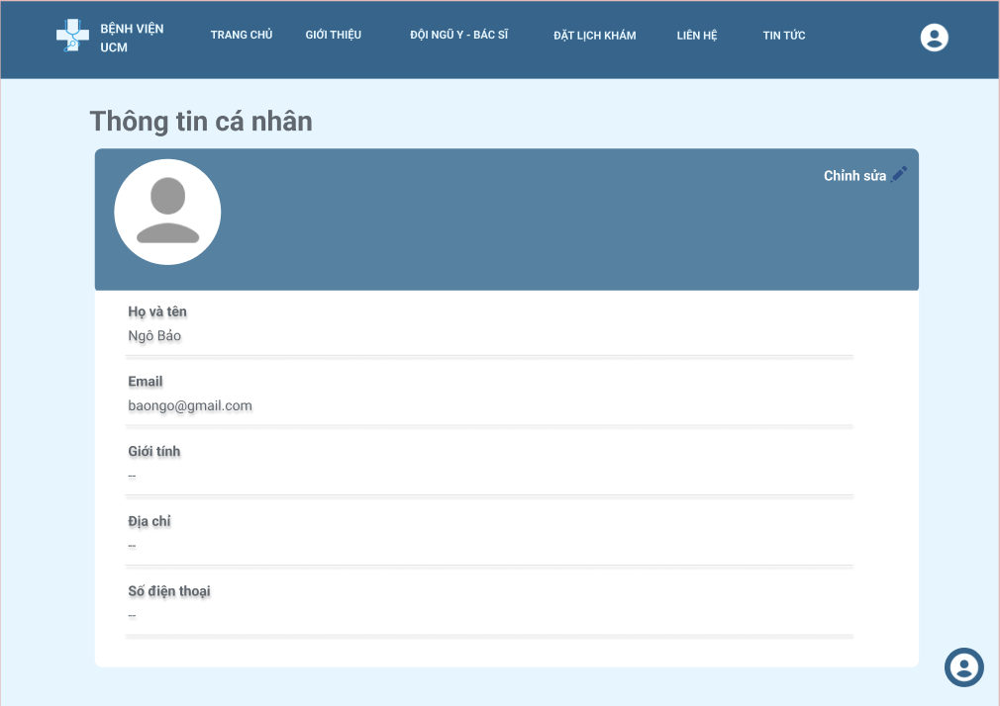 BỆNH VIỆN
UCM
TRANG CHỦ
GIỚI THIỆU
ĐỘI NGŨ Y - BÁC SĨ
ĐẶT LỊCH KHÁM
LIÊN HỆ
TIN TỨC
Thông tin cá nhân
Chỉnh sửa
Họ và tên
Ngô Bảo
Email
baongo@gmail.com
Giới tính
--
Địa chỉ
--
Số điện thoại
--